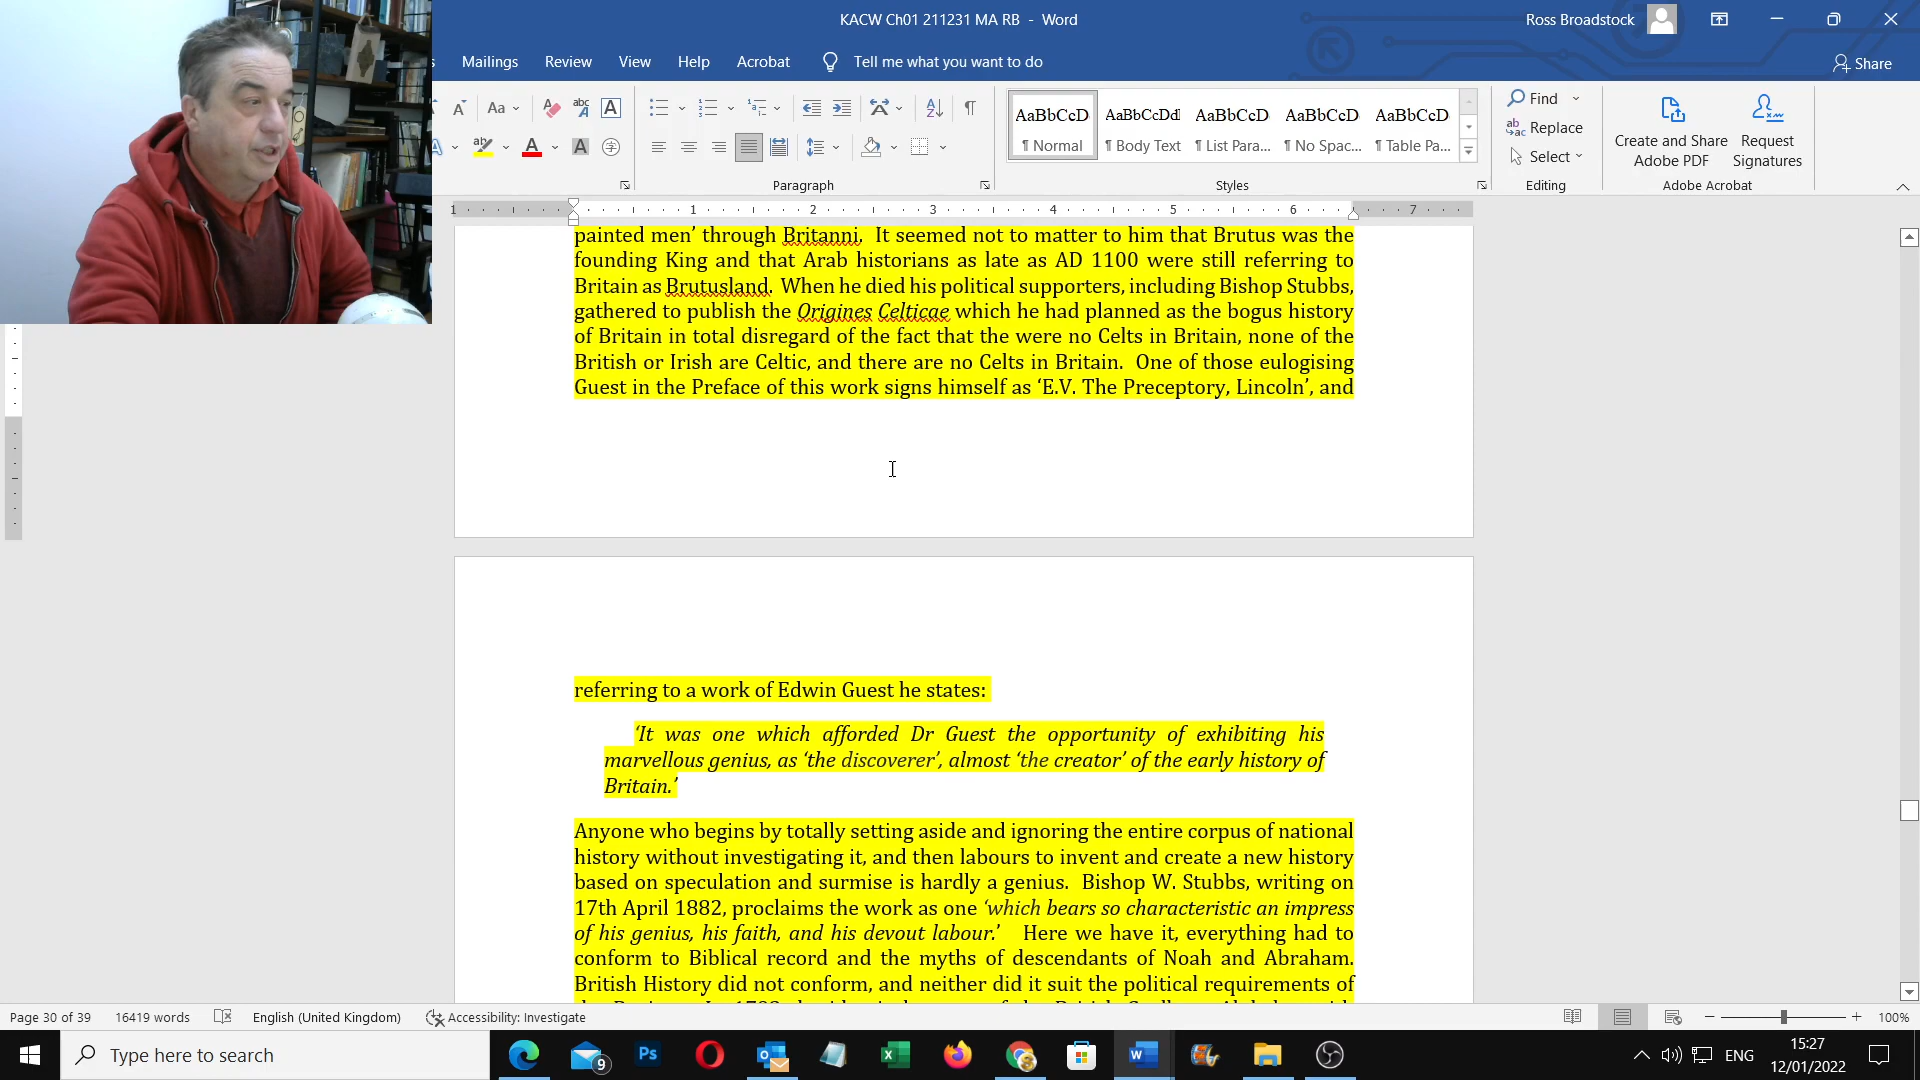 KACW Ch01 211231 MA RB - Word
Ross Broadstock
Mailings Review View Help Acrobat Tell me what you want to do
Share
Aa
AaBbCcD AaBbCcDdI AaBbCcD AaBbCcD AaBbCcD
¶ Normal ¶ Body Text ¶ List Para... ¶ No Spac... ¶ Table Pa...
Find
Replace
Select
Create and Share
Adobe PDF
Request
Signatures
Paragraph Styles Editing Adobe Acrobat
1 1 2 3 4 5 6 7
painted men’ through Britanni. It seemed not to matter to him that Brutus was the
founding King and that Arab historians as late as AD 1100 were still referring to
Britain as Brutusland. When he died his political supporters, including Bishop Stubbs,
gathered to publish the Origines Celticae which he had planned as the bogus history
of Britain in total disregard of the fact that the were no Celts in Britain, none of the
British or Irish are Celtic, and there are no Celts in Britain. One of those eulogising
Guest in the Preface of this work signs himself as ‘E.V. The Preceptory, Lincoln’, and
referring to a work of Edwin Guest he states:
‘It was one which afforded Dr Guest the opportunity of exhibiting his
marvellous genius, as ‘the discoverer’, almost ‘the creator’ of the early history of
Britain.’
Anyone who begins by totally setting aside and ignoring the entire corpus of national
history without investigating it, and then labours to invent and create a new history
based on speculation and surmise is hardly a genius. Bishop W. Stubbs, writing on
17th April 1882, proclaims the work as one ‘which bears so characteristic an impress
of his genius, his faith, and his devout labour.’ Here we have it, everything had to
conform to Biblical record and the myths of descendants of Noah and Abraham.
British History did not conform, and neither did it suit the political requirements of
Page 30 of 39 16419 words English (United Kingdom) Accessibility: Investigate 100%
Type here to search
9
Ps
ENG
15:27
12/01/2022